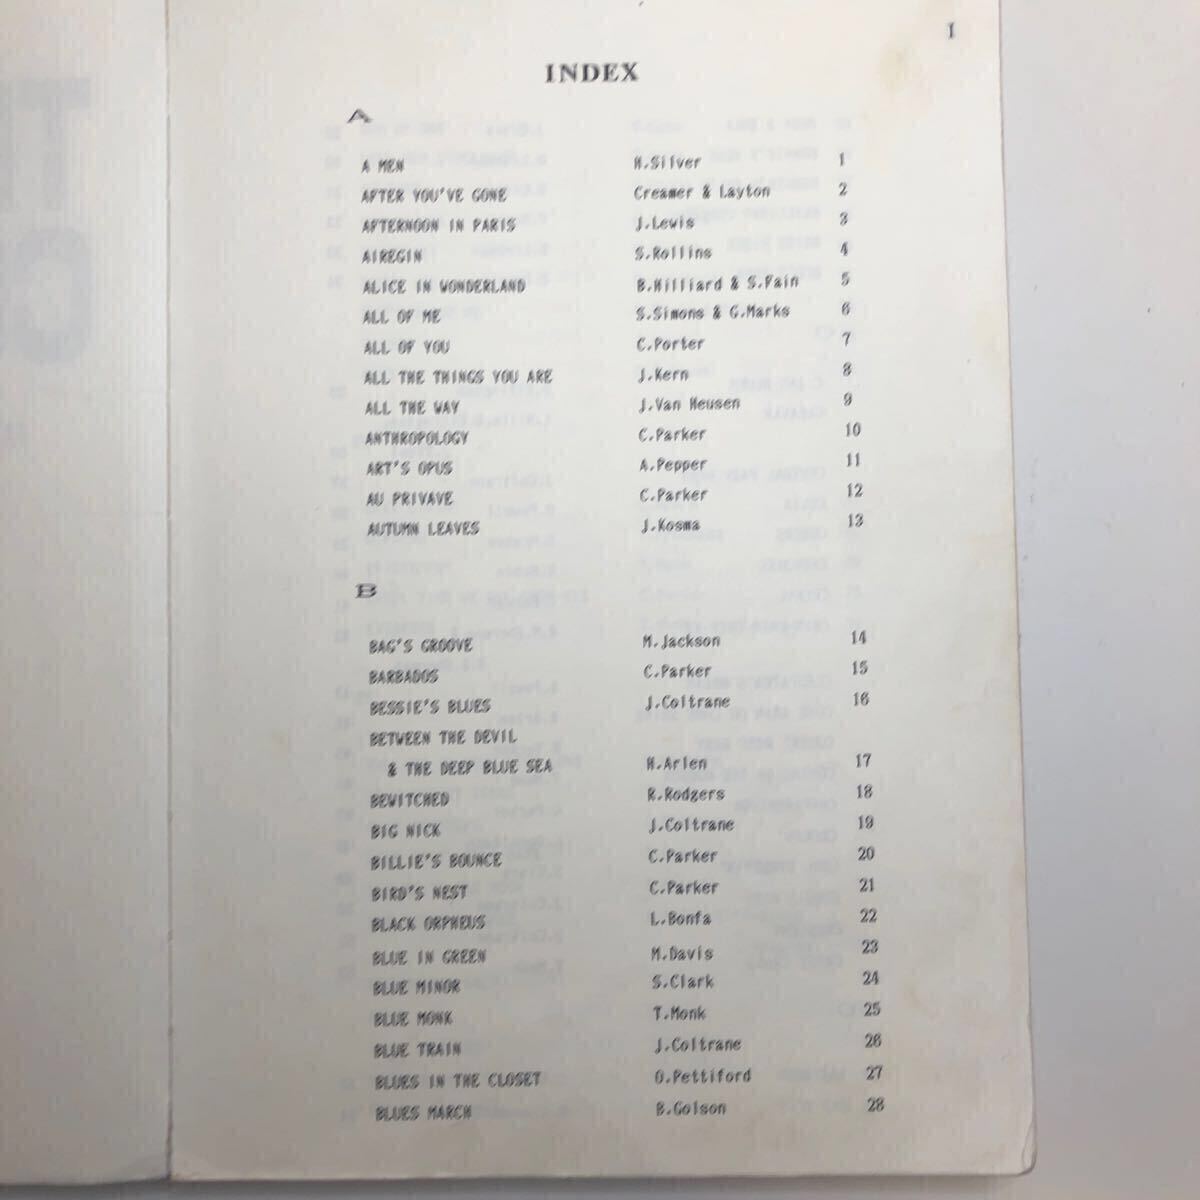 1
INDEX
A
A MEN H.Silver 1
AFTER YOU'VE GONE Creamer & Layton 2
AFTERNOON IN PARIS J.Lewis 3
AIREGIN S.Rollins 4
ALICE IN WONDERLAND B.Hilliard & S.Fain 5
ALL OF ME S.Simons & G.Marks 6
ALL OF YOU C.Porter 7
ALL THE THINGS YOU ARE J.Kern 8
ALL THE WAY J.Van Heusen 9
ANTHROPOLOGY C.Parker 10
ART'S OPUS A.Pepper 11
AU PRIVAVE C.Parker 12
AUTUMN LEAVES J.Kosma 13
B
BAG'S GROOVE M.Jackson 14
BARBADOS C.Parker 15
BESSIE'S BLUES J.Coltrane 16
BETWEEN THE DEVIL
& THE DEEP BLUE SEA H.Arlen 17
BEWITCHED R.Rodgers 18
BIG NICK J.Coltrane 19
BILLIE'S BOUNCE C.Parker 20
BIRD'S NEST C.Parker 21
BLACK ORPHEUS L.Bonfa 22
BLUE IN GREEN M.Davis 23
BLUE MINOR S.Clark 24
BLUE MONK T.Monk 25
BLUE TRAIN J.Coltrane 26
BLUES IN THE CLOSET O.Pettiford 27
BLUES MARCH B.Golson 28